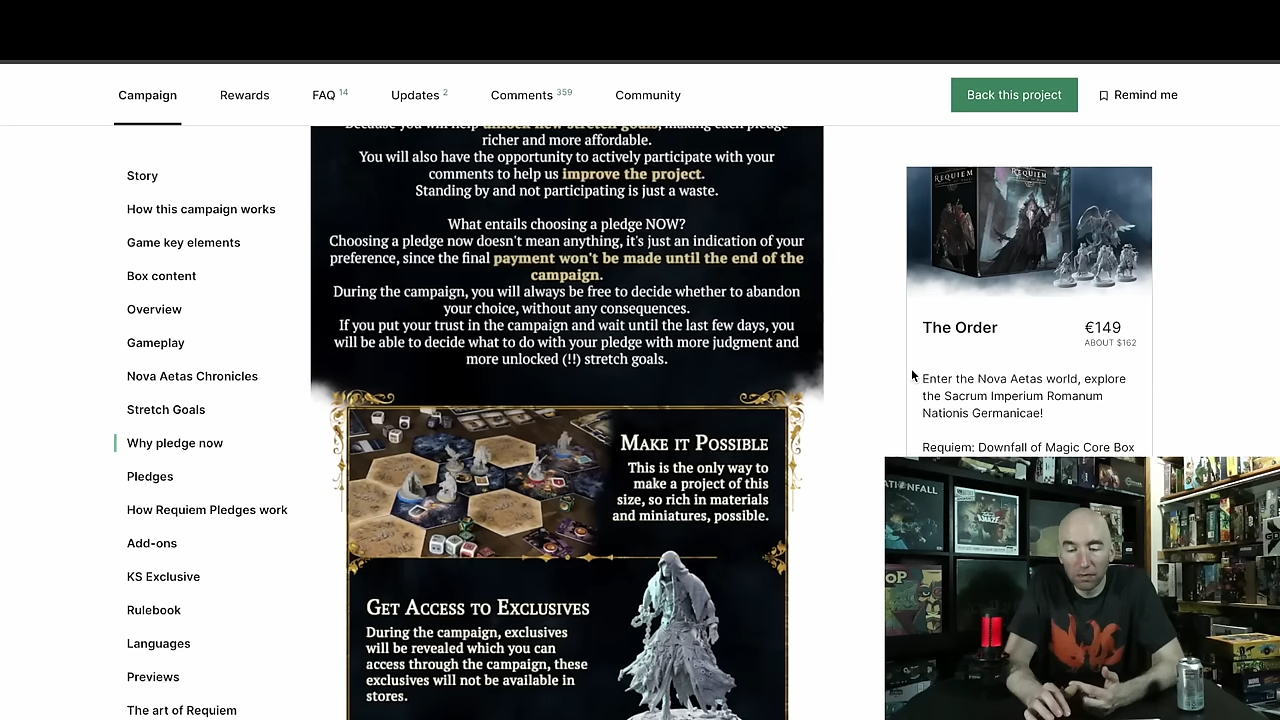 Campaign
Rewards
FAQ 14
Updates 2
Comments 359
Community
Back this project
Remind me
Story
How this campaign works
Game key elements
Box content
Overview
Gameplay
Nova Aetas Chronicles
Stretch Goals
Why pledge now
Pledges
How Requiem Pledges work
Add-ons
KS Exclusive
Rulebook
Languages
Previews
The art of Requiem
Because you will help unlock new stretch goals, making each pledge
richer and more affordable.
You will also have the opportunity to actively participate with your
comments to help us improve the project.
Standing by and not participating is just a waste.
What entails choosing a pledge NOW?
Choosing a pledge now doesn't mean anything, it's just an indication of your
preference, since the final payment won't be made until the end of the
campaign.
During the campaign, you will always be free to decide whether to abandon
your choice, without any consequences.
If you put your trust in the campaign and wait until the last few days, you
will be able to decide what to do with your pledge with more judgment and
more unlocked (!!) stretch goals.
Make it Possible
This is the only way to
make a project of this
size, so rich in materials
and miniatures, possible.
Get Access to Exclusives
During the campaign, exclusives
will be revealed which you can
access through the campaign, these
exclusives will not be available in
stores.
REQUIEM
REQUIEM
The Order
€149
ABOUT $162
Enter the Nova Aetas world, explore
the Sacrum Imperium Romanum
Nationis Germanicae!
Requiem: Downfall of Magic Core Box